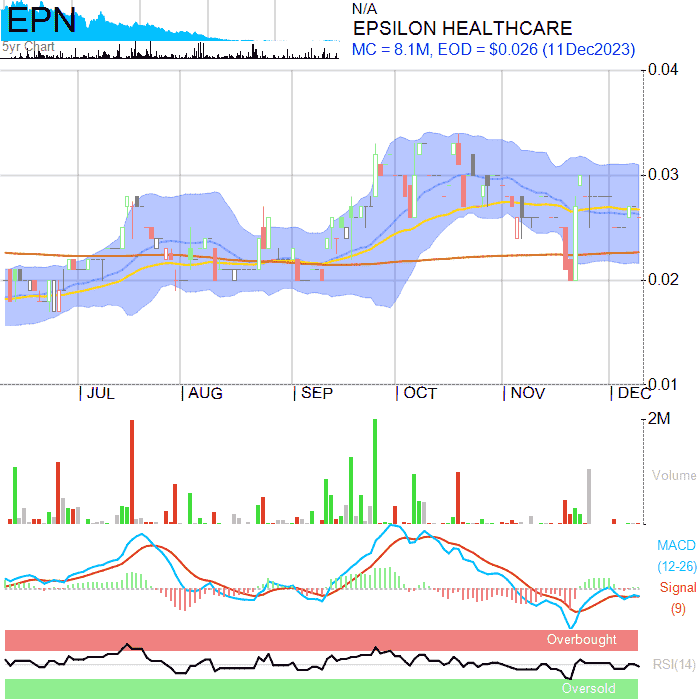 EPN
5yr Chart
N/A
EPSILON HEALTHCARE
MC = 8.1M, EOD = $0.026 (11Dec2023)
0.04
0.03
0.02
0.01
JUL AUG SEP OCT NOV DEC
2M
Volume
MACD
(12-26)
Signal
(9)
Overbought
RSI(14)
Oversold